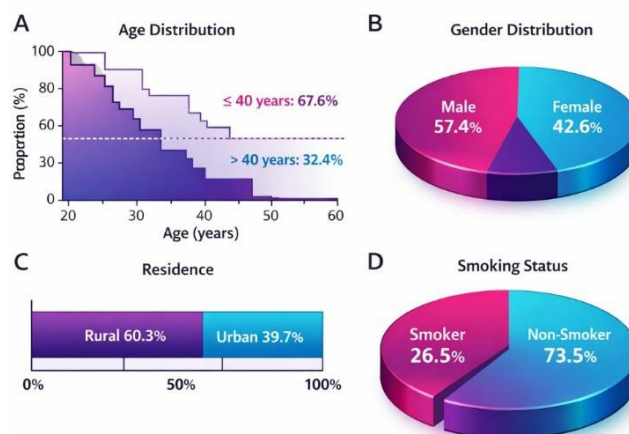 A
Age Distribution
Pcoporton (%)
100
80
60
30
0
≤ 40 years: 67.6%
> 40 years: 32.4%
20
30
30
40
50
60
Age (years)
B
Gender Distribution
Male
57.4%
Female
42.6%
C
Residence
Rural 60.3%
Urban 39.7%
0%
50%
100%
D
Smoking Status
Smoker
26.5%
Non-Smoker
73.5%